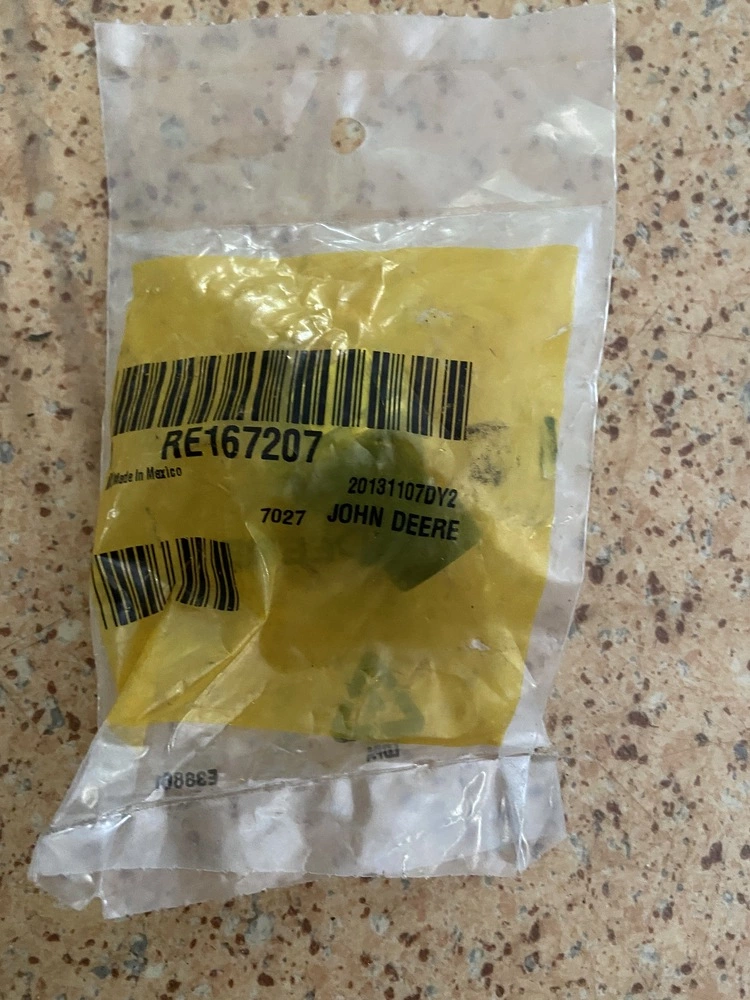 RE167207
Made In Mexico
20131107DY2
7027 JOHN DEERE